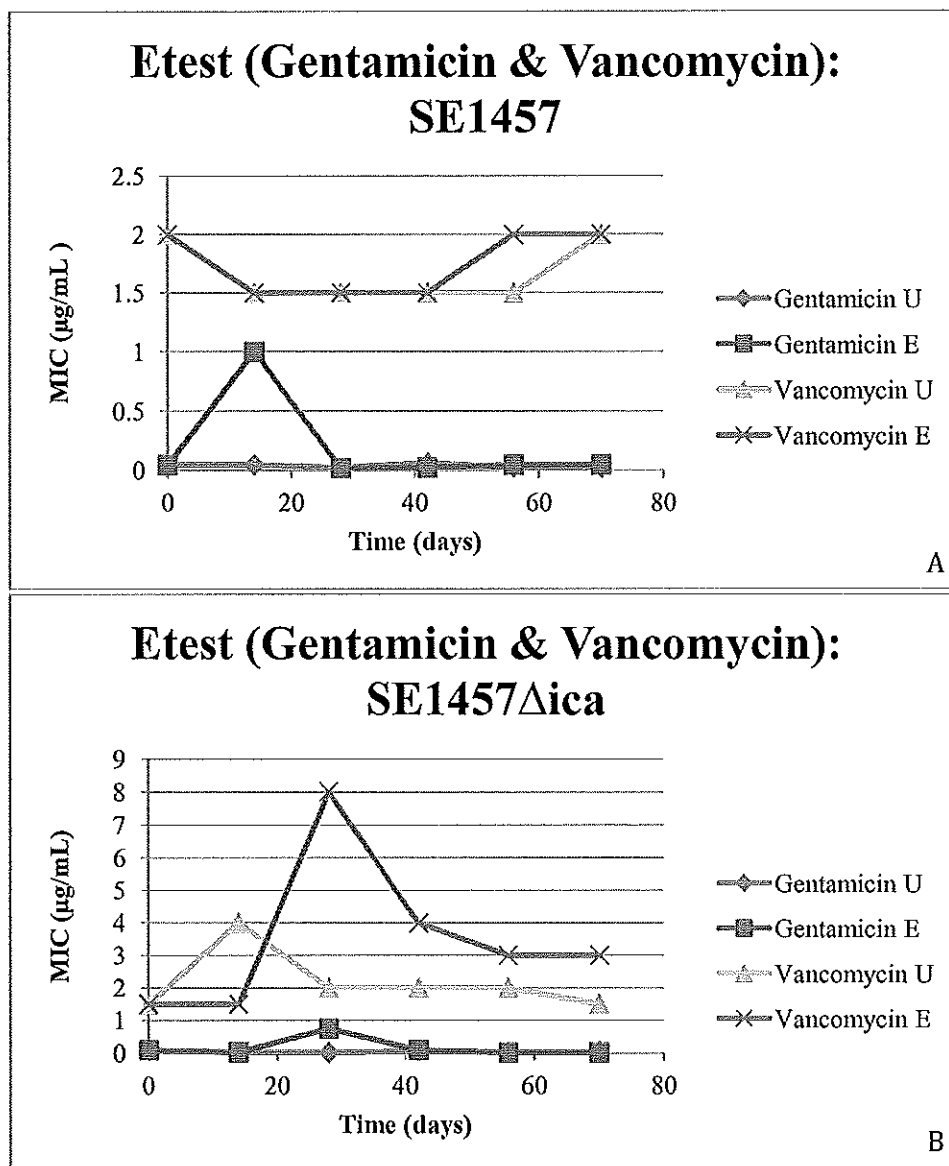 Etest (Gentamicin & Vancomycin):
SE1457
2.5
2
1.5
1
0.5
0
0
20
40
60
80
MIC (µg/mL )
Time (days)
Gentamicin U
Gentamicin E
Vancomycin U
Vancomycin E
A
Etest (Gentamicin & Vancomycin):
SE1457Δica
9
8
7
6
5
4
3
2
1
0
0
20
40
60
80
MIC (µg/mL)
Time (days)
Gentamicin U
Gentamicin E
Vancomycin U
Vancomycin E
B